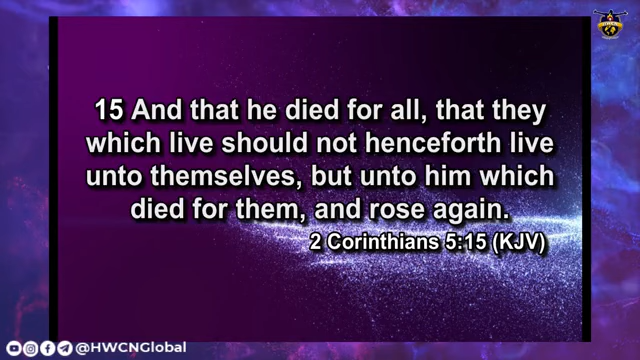 15 And that he died for all, that they
which live should not henceforth live
unto themselves, but unto him which
died for them, and rose again.
2 Corinthians 5:15 (KJV)
@HWCNGlobal